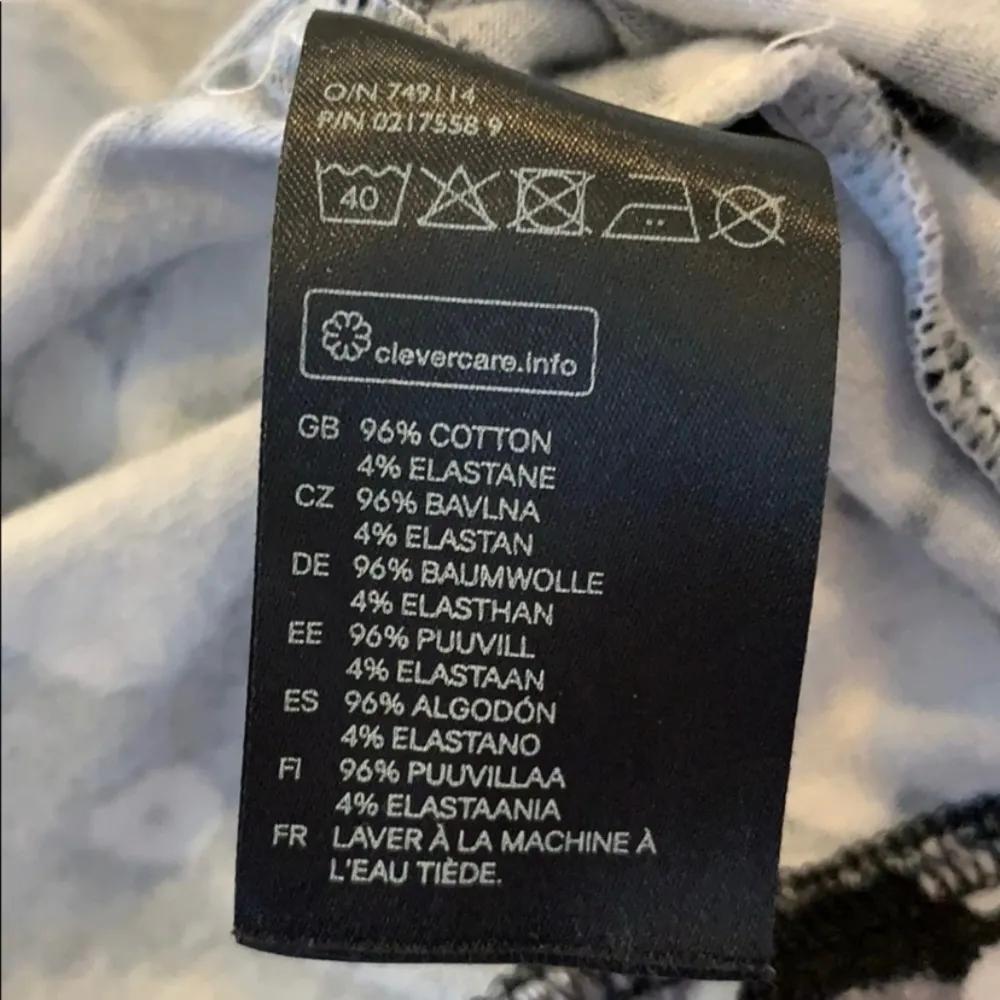 O/N 749114
P/N 0217558 9
40
clevercare.info
GB 96% COTTON
4% ELASTANE
CZ 96% BAVLNA
4% ELASTAN
DE 96% BAUMWOLLE
4% ELASTHAN
EE 96% PUUVILL
4% ELASTAAN
ES 96% ALGODÓN
4% ELASTANO
FI 96% PUUVILLAA
4% ELASTAANIA
FR LAVER À LA MACHINE À
L'EAU TIÈDE.